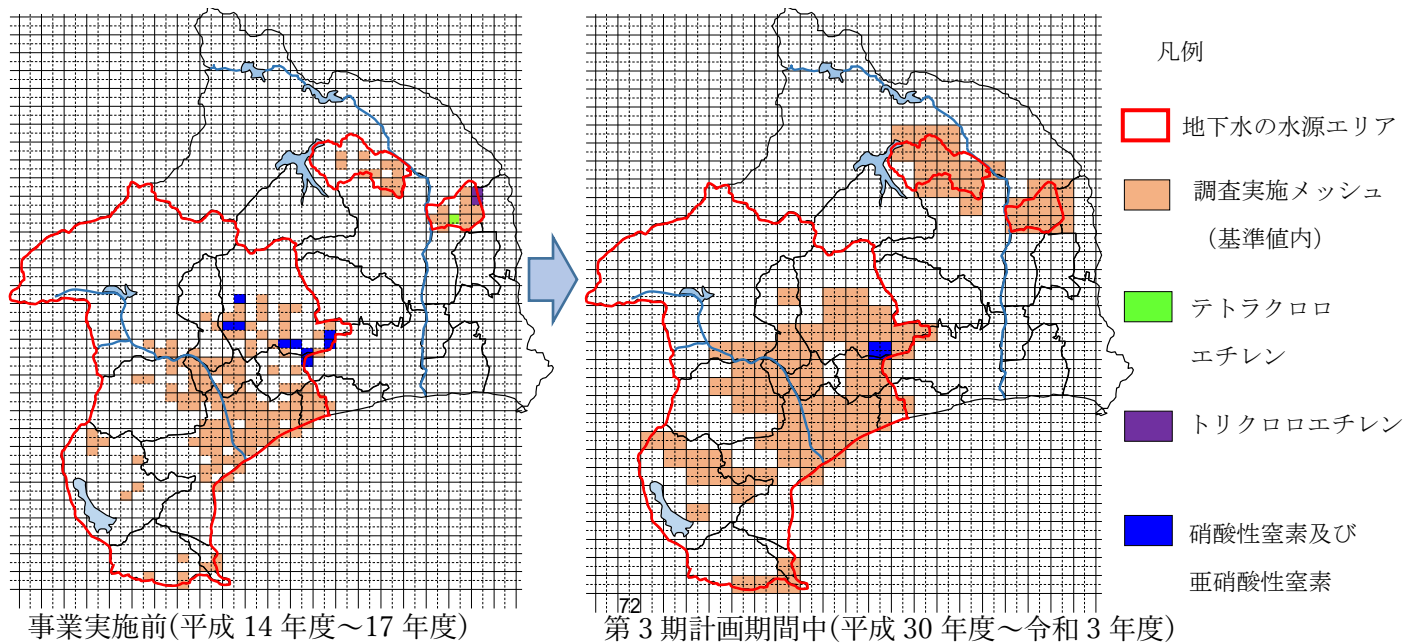 凡例
地下水の水源エリア
調査実施メッシュ
（基準値内）
テトラクロロ
エチレン
トリクロロエチレン
硝酸性窒素及び
亜硝酸性窒素
事業実施前(平成 14 年度～17 年度)
72
第 3 期計画期間中(平成 30 年度～令和 3 年度)